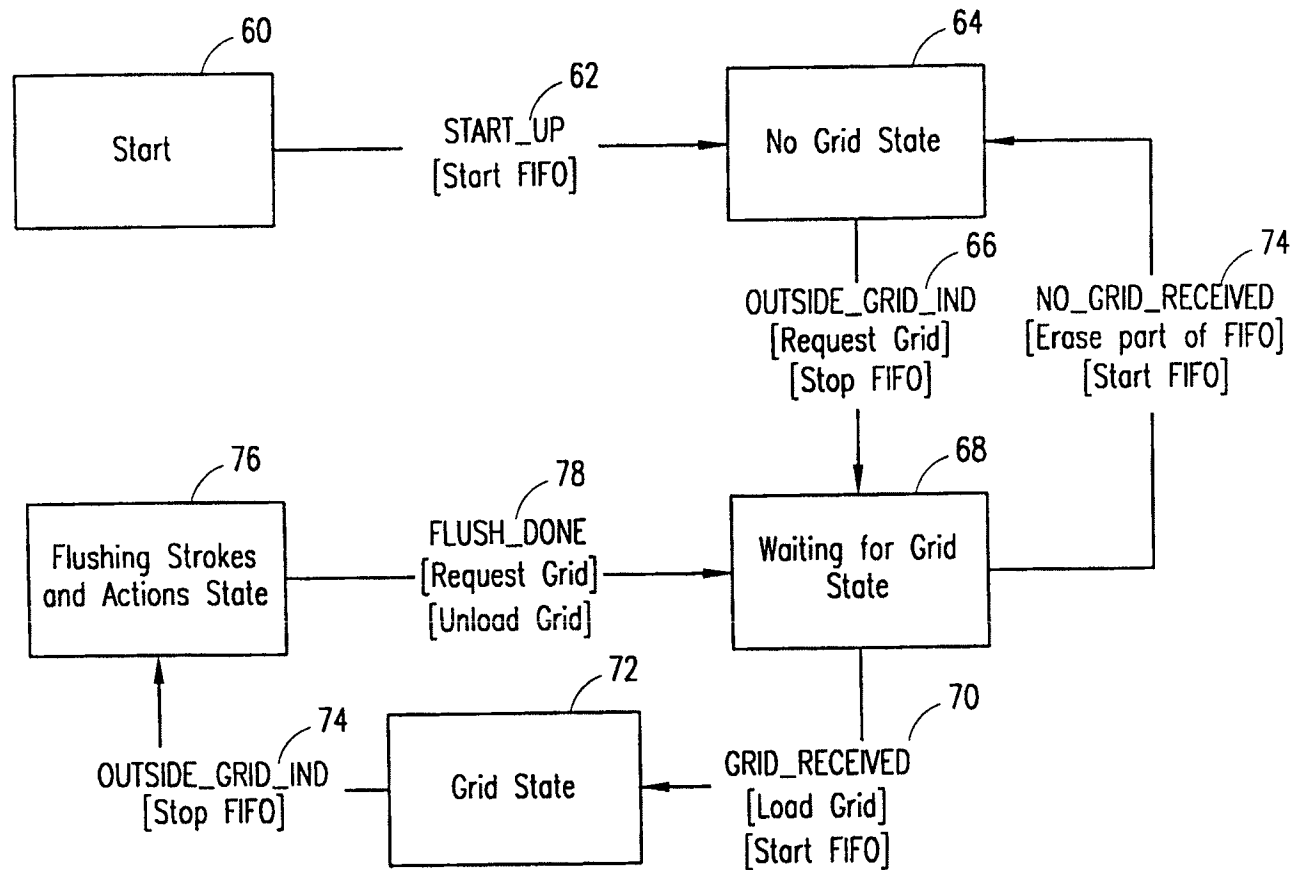 60
Start
62
START_UP
[Start FIFO]
64
No Grid State
66
OUTSIDE_GRID_IND
[Request Grid]
[Stop FIFO]
74
NO_GRID_RECEIVED
[Erase part of FIFO]
[Start FIFO]
76
Flushing Strokes
and Actions State
78
FLUSH_DONE
[Request Grid]
[Unload Grid]
68
Waiting for Grid
State
74
OUTSIDE_GRID_IND
[Stop FIFO]
72
Grid State
70
GRID_RECEIVED
[Load Grid]
[Start FIFO]